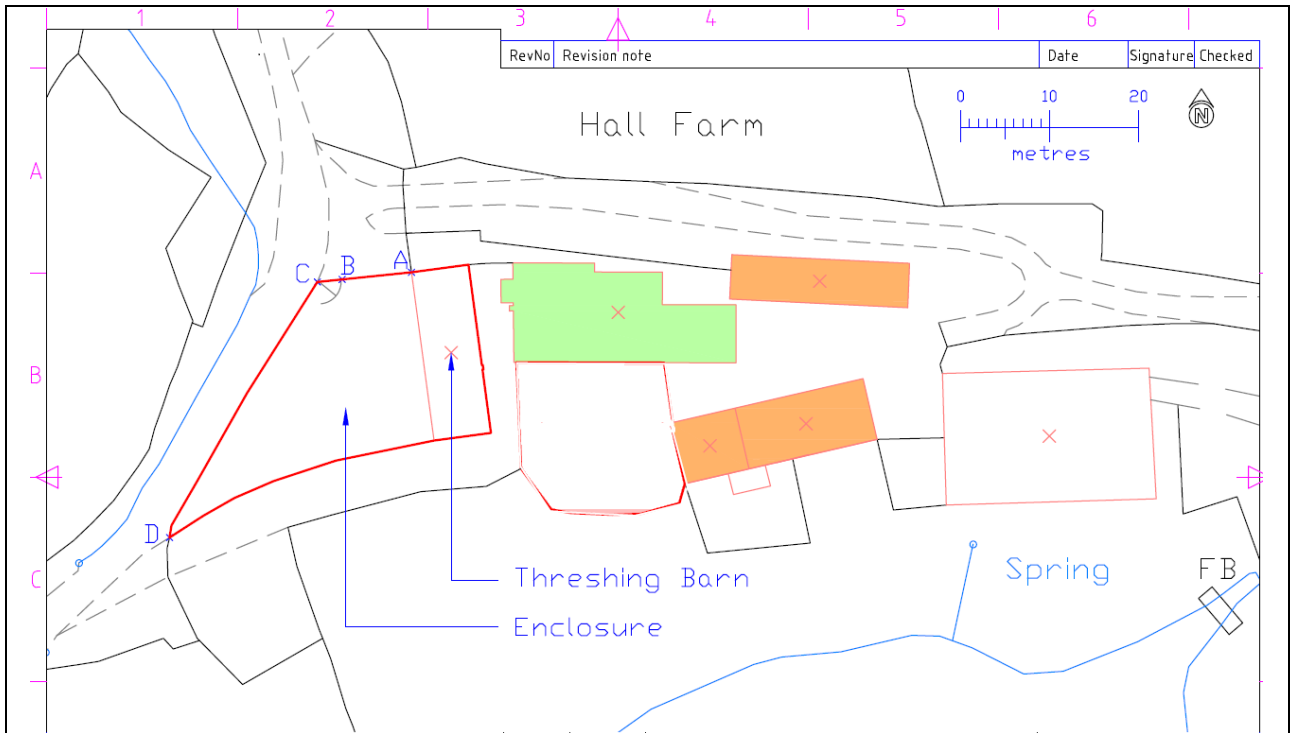 1 2 3 4 5 6
RevNo Revision note Date Signature Checked
0 10 20
Hall Farm
N
metres
A
A
B
C
B
D
C
Threshing Barn
Spring
FB
Enclosure